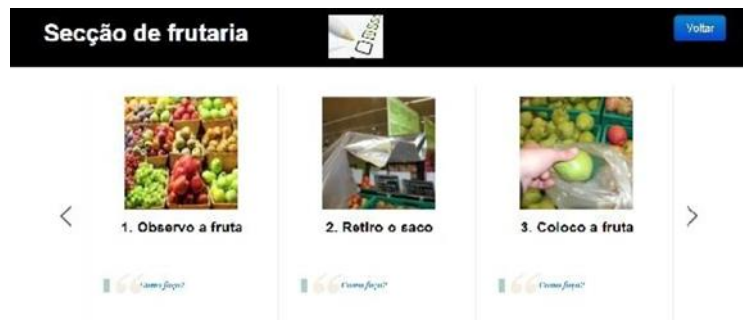 Secção de frutaria
Voltar
1. Observo a fruta
2. Retiro o saco
3. Coloco a fruta
Como faço?
Como faço?
Como faço?